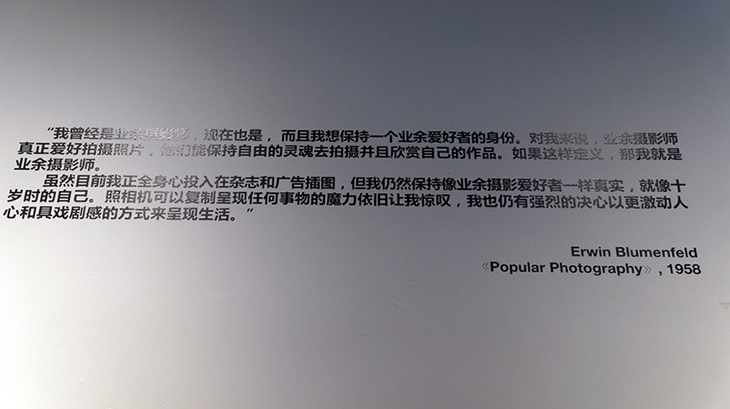 “我曾经是业余摄影师，现在也是， 而且我想保持一个业余爱好者的身份。对我来说，业余摄影师
真正爱好拍摄照片，他们能保持自由的灵魂去拍摄并且欣赏自己的作品。如果这样定义，那我就是
业余摄影师。
虽然目前我正全身心投入在杂志和广告插图，但我仍然保持像业余摄影爱好者一样真实，就像十
岁时的自己。照相机可以复制呈现任何事物的魔力依旧让我惊叹，我也仍有强烈的决心以更激动人
心和具戏剧感的方式来呈现生活。”
Erwin Blumenfeld
《Popular Photography》, 1958